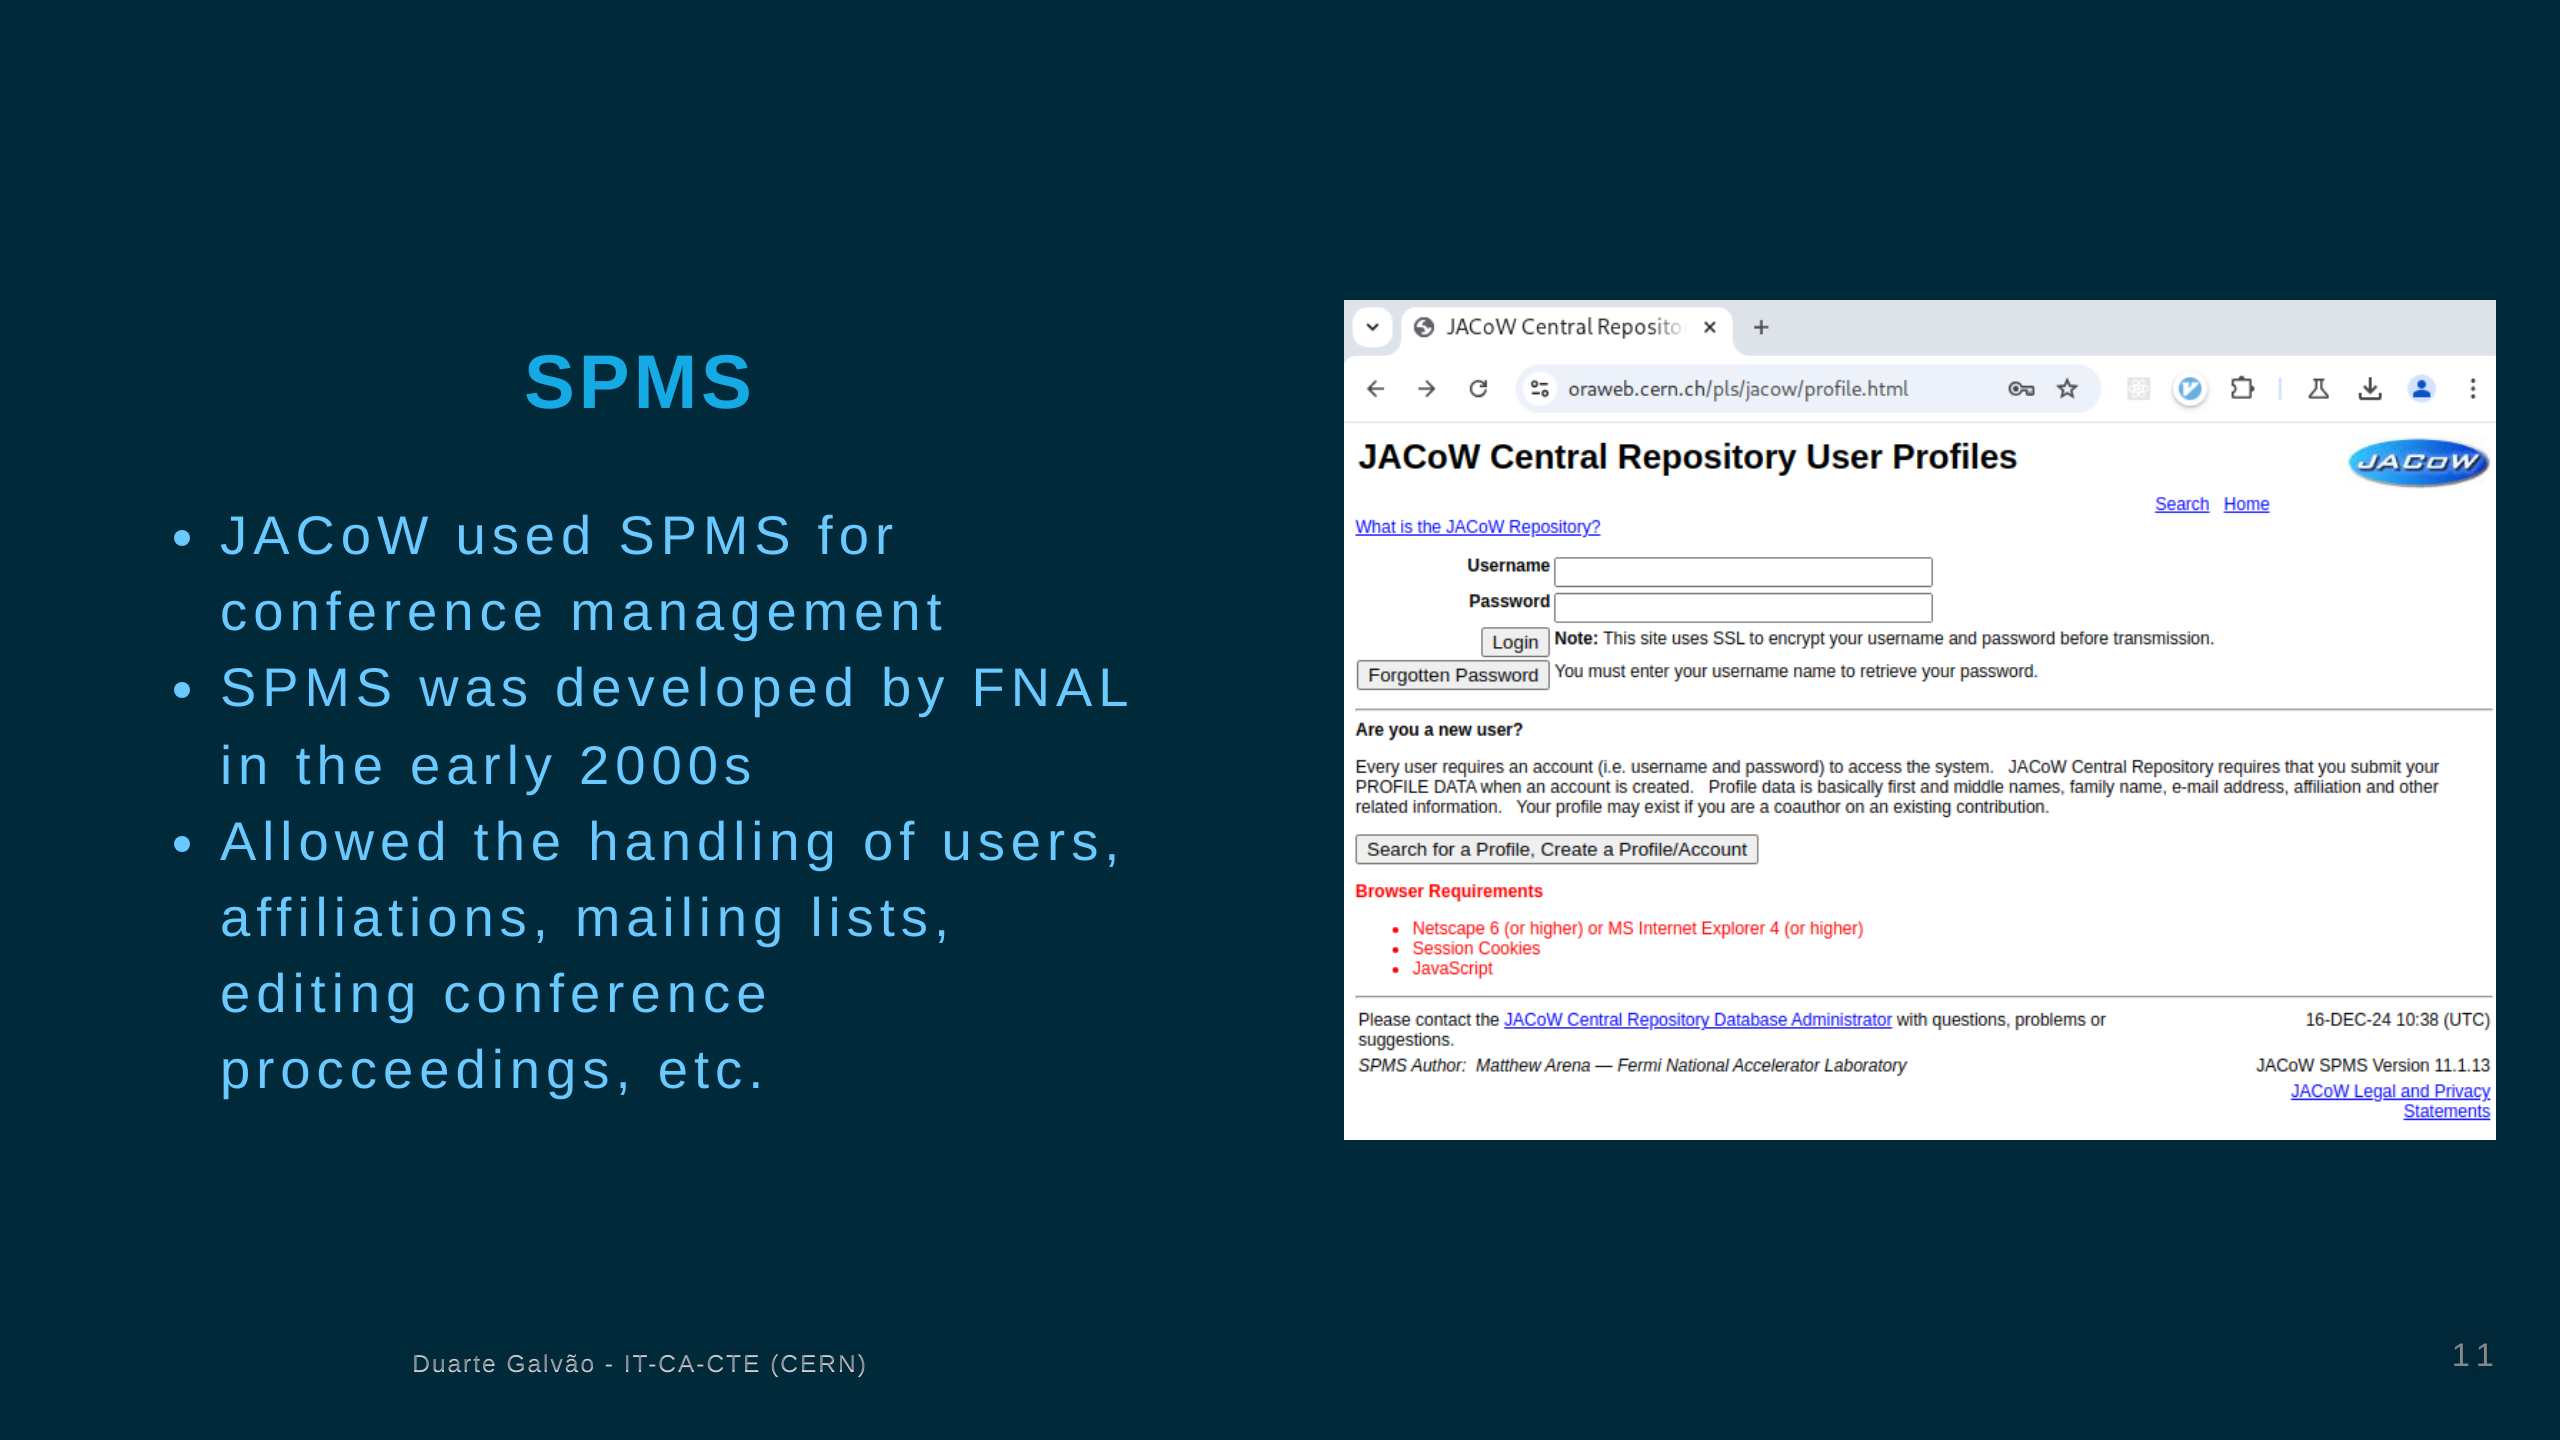 SPMS
• JACoW used SPMS for
conference management
• SPMS was developed by FNAL
in the early 2000s
• Allowed the handling of users,
affiliations, mailing lists,
editing conference
procceedings, etc.
JACoW Central Reposito
oraweb.cern.ch/pls/jacow/profile.html
JACoW Central Repository User Profiles
JACoW
Search Home
What is the JACoW Repository?
Username
Password
Login Note: This site uses SSL to encrypt your username and password before transmission.
Forgotten Password You must enter your username name to retrieve your password.
Are you a new user?
Every user requires an account (i.e. username and password) to access the system. JACoW Central Repository requires that you submit your
PROFILE DATA when an account is created. Profile data is basically first and middle names, family name, e-mail address, affiliation and other
related information. Your profile may exist if you are a coauthor on an existing contribution.
Search for a Profile, Create a Profile/Account
Browser Requirements
• Netscape 6 (or higher) or MS Internet Explorer 4 (or higher)
• Session Cookies
• JavaScript
Please contact the JACoW Central Repository Database Administrator with questions, problems or
suggestions.
16-DEC-24 10:38 (UTC)
SPMS Author: Matthew Arena — Fermi National Accelerator Laboratory
JACoW SPMS Version 11.1.13
JACoW Legal and Privacy
Statements
Duarte Galvão - IT-CA-CTE (CERN)
11